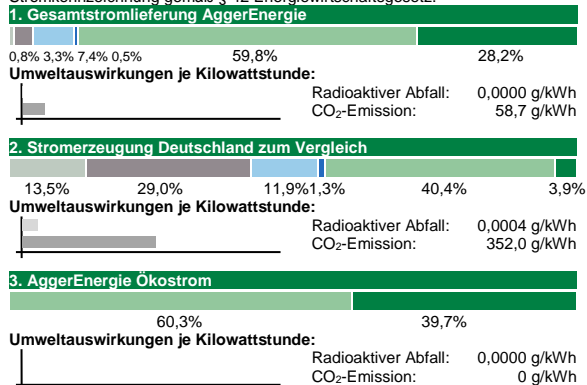 Stromkennzeichnung gemäß § 42 Energiewirtschaftsgesetz:
1. Gesamtstromlieferung AggerEnergie
0,8% 3,3% 7,4% 0,5% 59,8% 28,2%
Umweltauswirkungen je Kilowattstunde:
Radioaktiver Abfall: 0,0000 g/kWh
CO₂-Emission: 58,7 g/kWh
2. Stromerzeugung Deutschland zum Vergleich
13,5% 29,0% 11,9% 1,3% 40,4% 3,9%
Umweltauswirkungen je Kilowattstunde:
Radioaktiver Abfall: 0,0004 g/kWh
CO₂-Emission: 352,0 g/kWh
3. AggerEnergie Ökostrom
60,3% 39,7%
Umweltauswirkungen je Kilowattstunde:
Radioaktiver Abfall: 0,0000 g/kWh
CO₂-Emission: 0 g/kWh